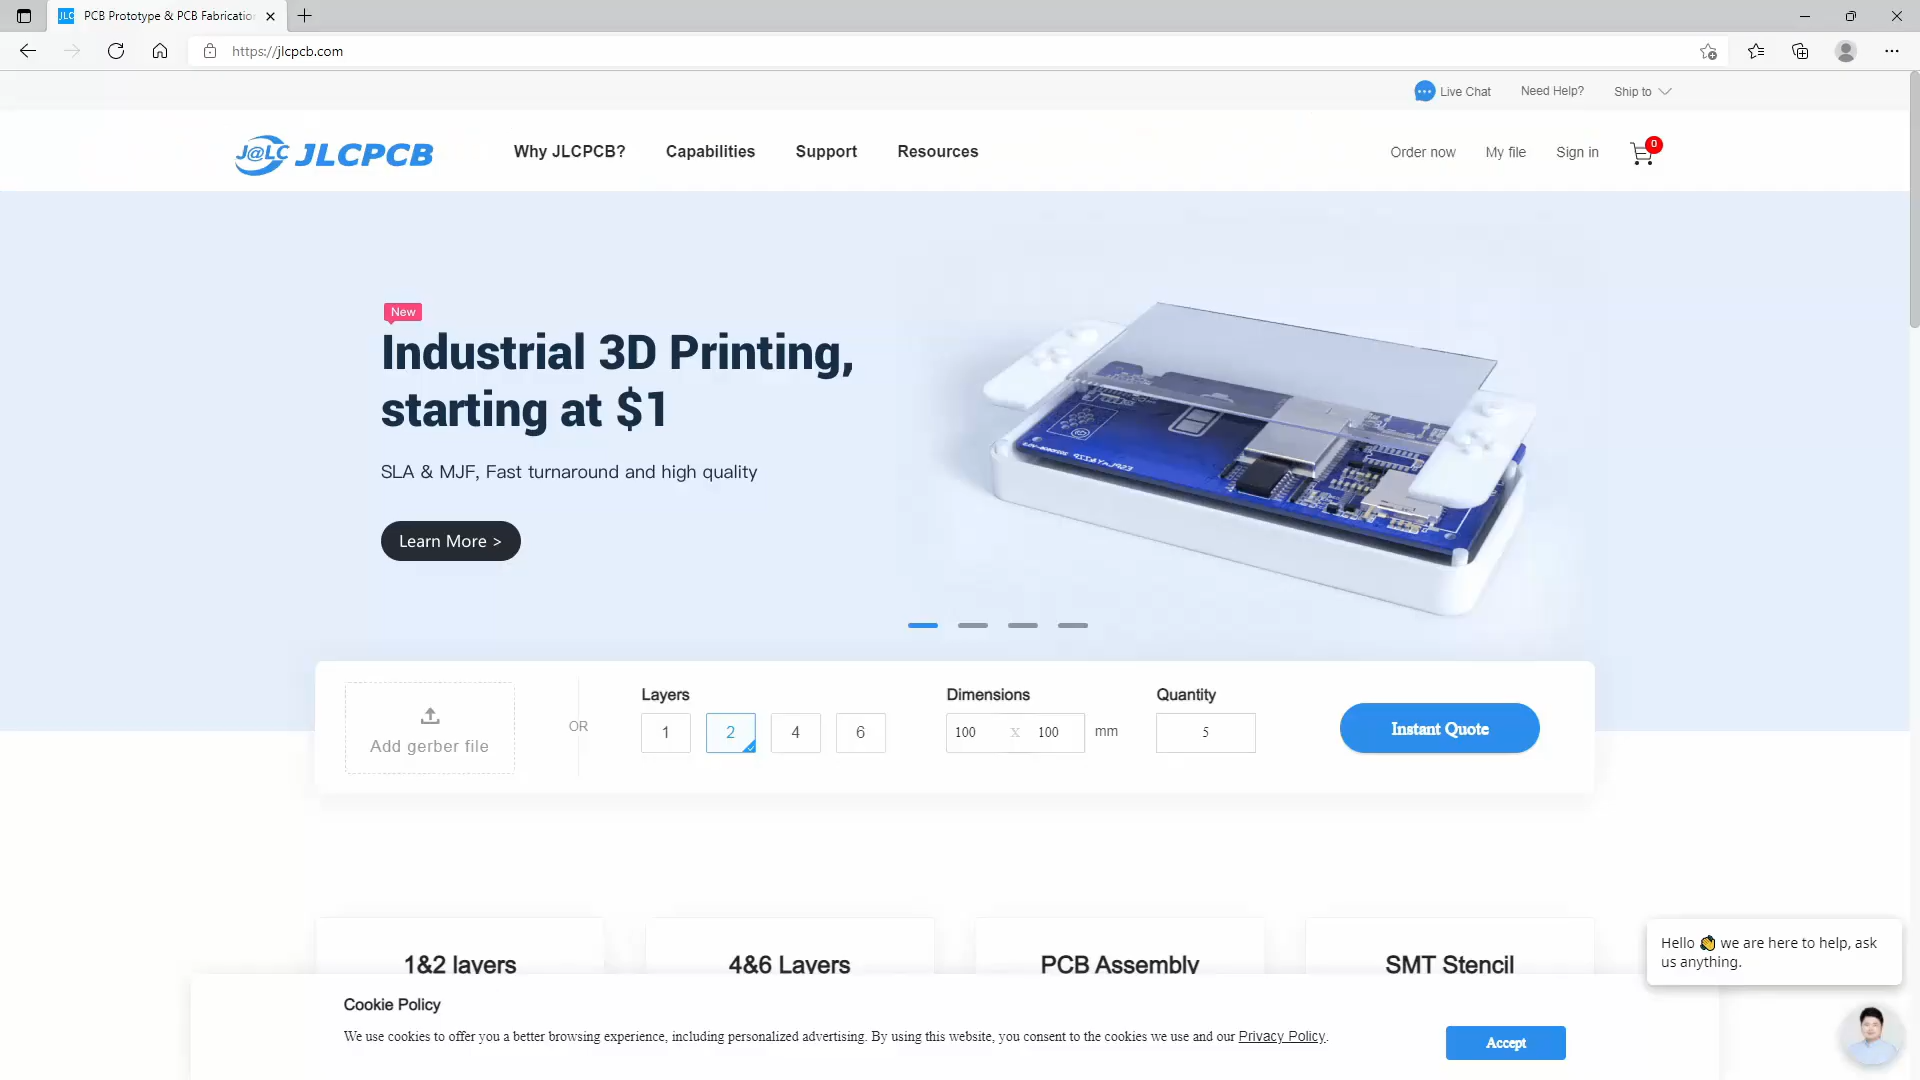 JLC PCB Prototype & PCB Fabricatio
https://jlcpcb.com
Live Chat Need Help? Ship to
J@LC JLCPCB Why JLCPCB? Capabilities Support Resources Order now My file Sign in 0
New
Industrial 3D Printing,
starting at $1
SLA & MJF, Fast turnaround and high quality
Learn More >
Layers Dimensions Quantity
Add gerber file OR 1 2 4 6 100 x 100 mm 5 Instant Quote
1&2 layers 4&6 Layers PCB Assembly SMT Stencil
Hello 👋 we are here to help, ask
us anything.
Cookie Policy
We use cookies to offer you a better browsing experience, including personalized advertising. By using this website, you consent to the cookies we use and our Privacy Policy.
Accept